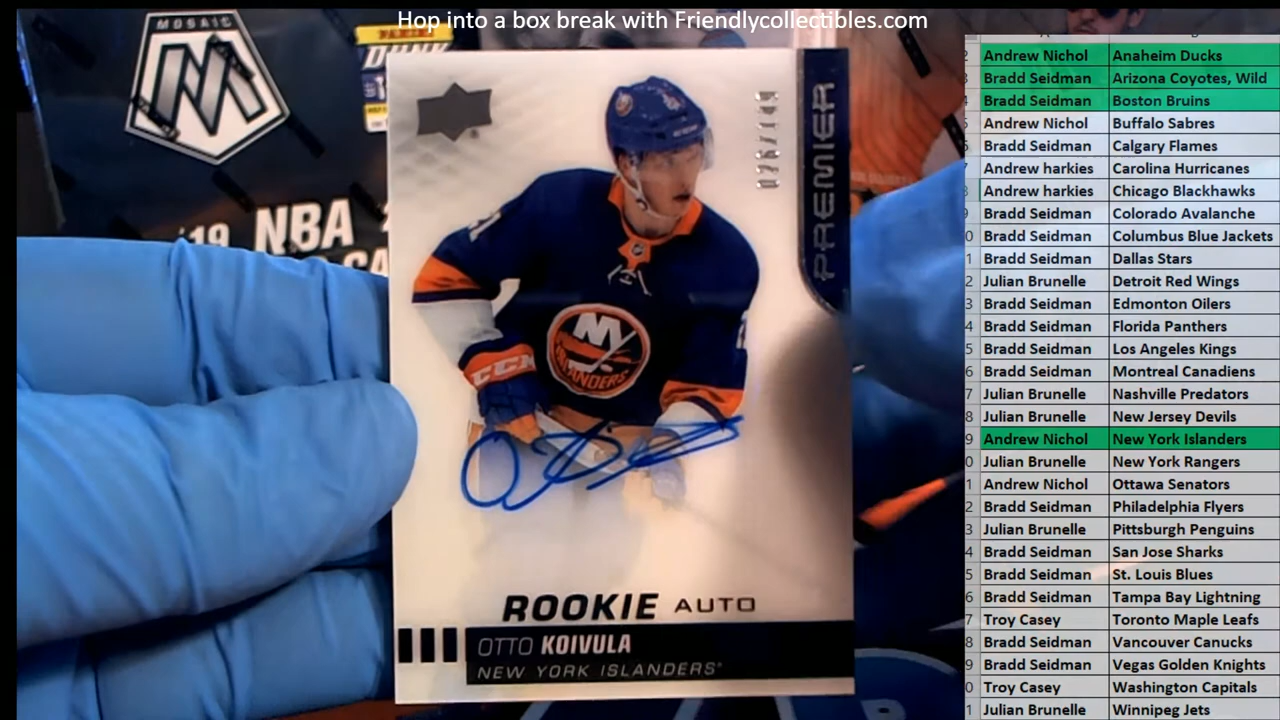 Hop into a box break with Friendlycollectibles.com
MOSAIC
PANINI
'19 NBA
076/149
PREMIER
NY
ISLANDERS
CCM
ROOKIE AUTO
OTTO KOIVULA
NEW YORK ISLANDERS
Andrew Nichol Anaheim Ducks
Bradd Seidman Arizona Coyotes, Wild
Bradd Seidman Boston Bruins
Andrew Nichol Buffalo Sabres
Bradd Seidman Calgary Flames
Andrew harkies Carolina Hurricanes
Andrew harkies Chicago Blackhawks
Bradd Seidman Colorado Avalanche
Bradd Seidman Columbus Blue Jackets
Bradd Seidman Dallas Stars
Julian Brunelle Detroit Red Wings
Bradd Seidman Edmonton Oilers
Bradd Seidman Florida Panthers
Bradd Seidman Los Angeles Kings
Bradd Seidman Montreal Canadiens
Julian Brunelle Nashville Predators
Julian Brunelle New Jersey Devils
Andrew Nichol New York Islanders
Julian Brunelle New York Rangers
Andrew Nichol Ottawa Senators
Bradd Seidman Philadelphia Flyers
Julian Brunelle Pittsburgh Penguins
Bradd Seidman San Jose Sharks
Bradd Seidman St. Louis Blues
Bradd Seidman Tampa Bay Lightning
Troy Casey Toronto Maple Leafs
Bradd Seidman Vancouver Canucks
Bradd Seidman Vegas Golden Knights
Troy Casey Washington Capitals
Julian Brunelle Winnipeg Jets